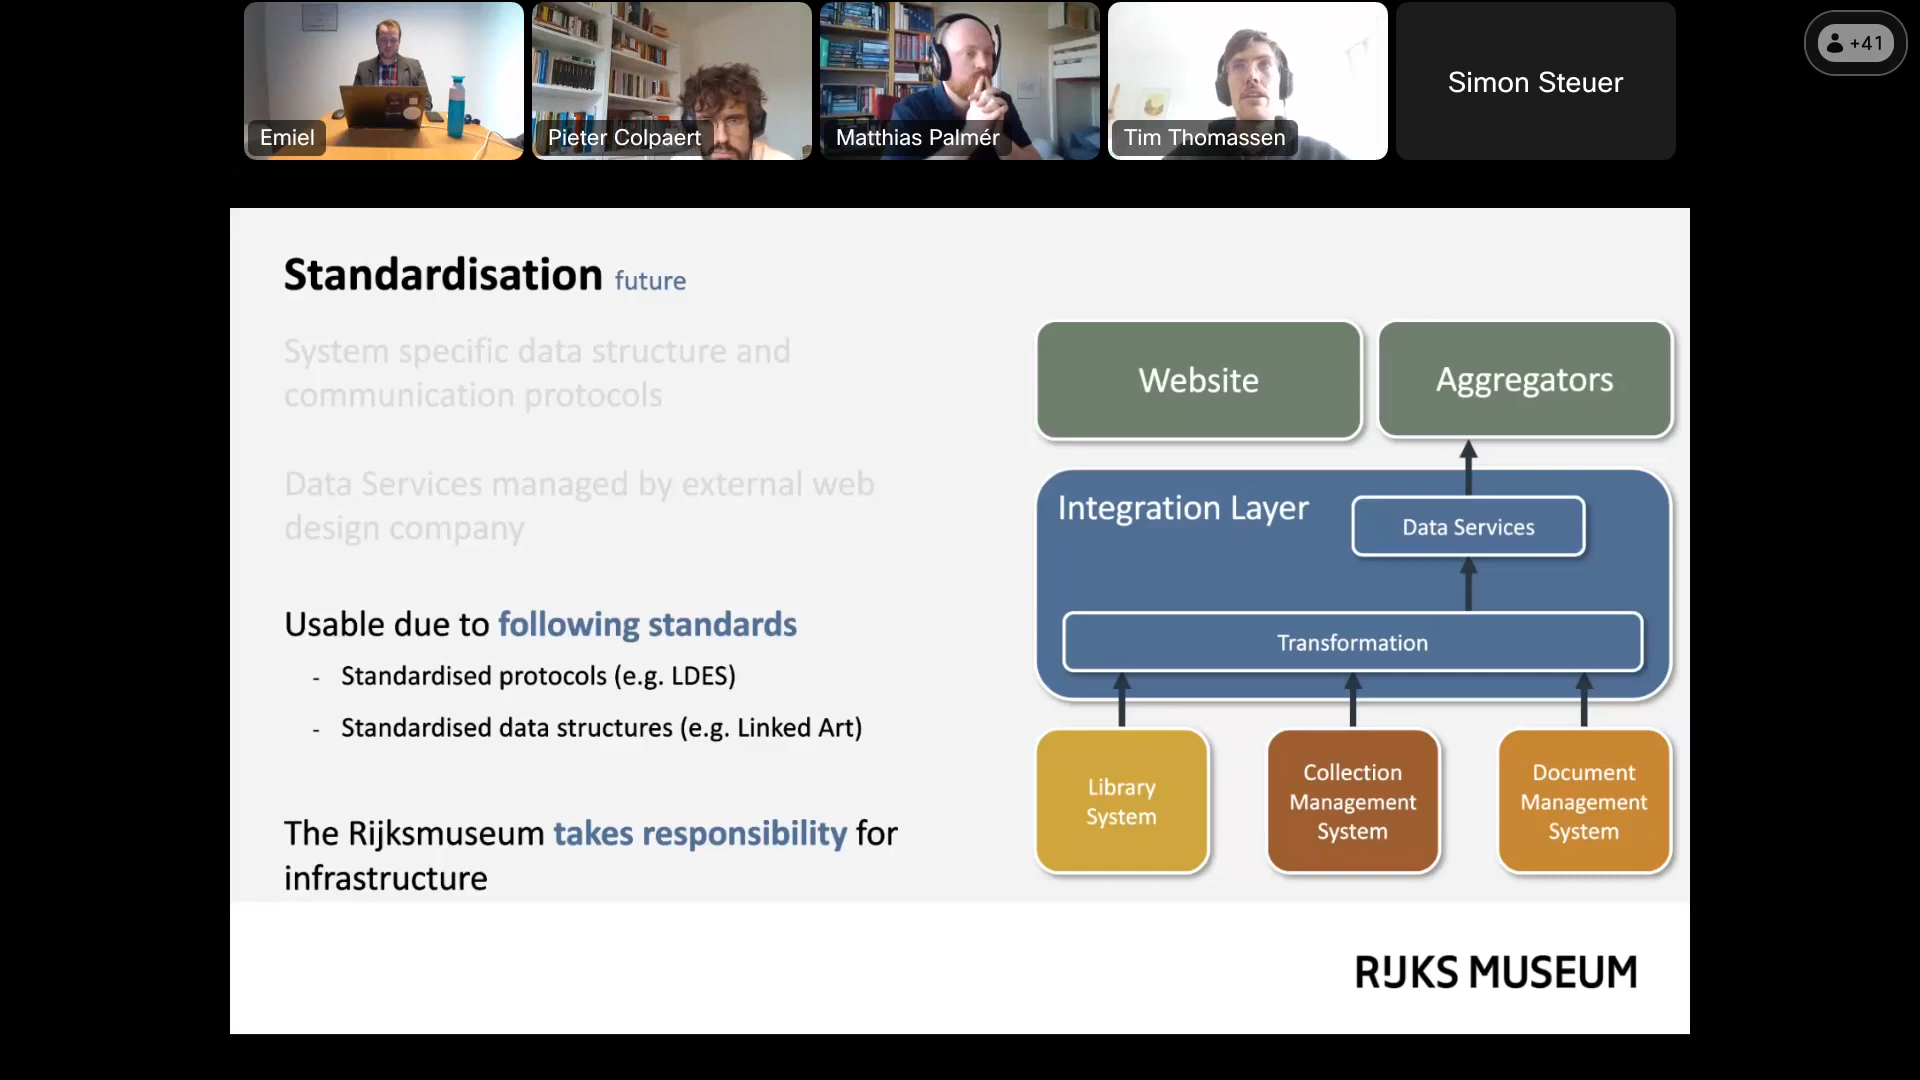 Emiel
Pieter Colpaert
Matthias Palmér
Tim Thomassen
Simon Steuer
+41
Standardisation future
System specific data structure and
communication protocols
Data Services managed by external web
design company
Usable due to following standards
- Standardised protocols (e.g. LDES)
- Standardised data structures (e.g. Linked Art)
The Rijksmuseum takes responsibility for
infrastructure
Website
Aggregators
Integration Layer
Data Services
Transformation
Library
System
Collection
Management
System
Document
Management
System
RIJKS MUSEUM